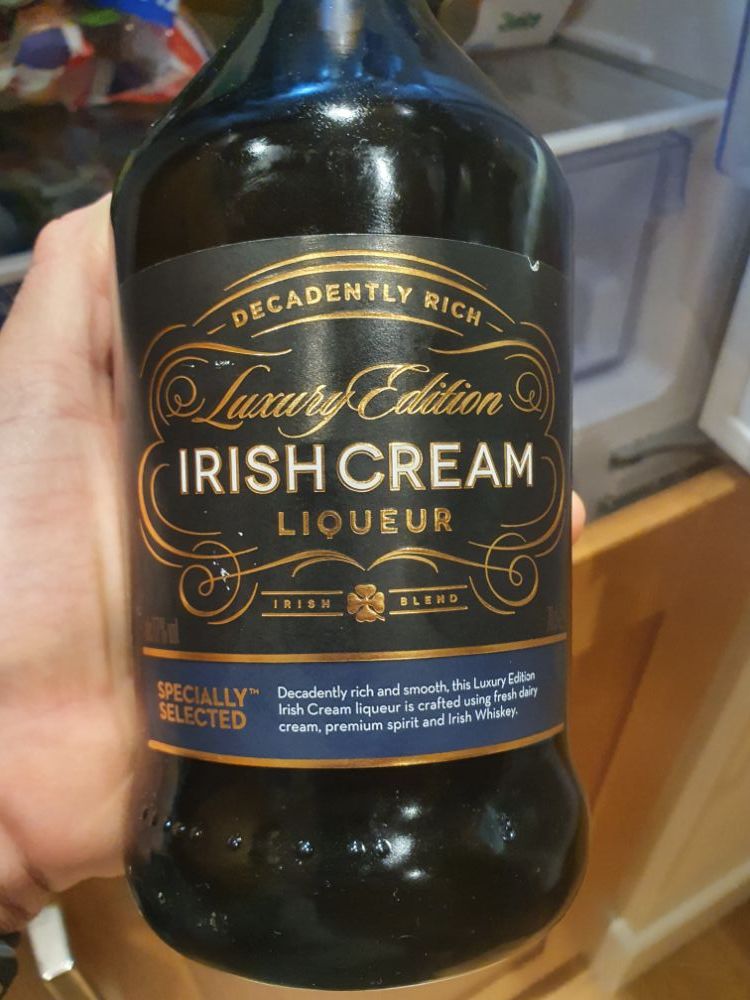 DECADENTLY RICH
Luxury Edition
IRISH CREAM
LIQUEUR
IRISH BLEND
SPECIALLY™
SELECTED
Decadently rich and smooth, this Luxury Edition
Irish Cream liqueur is crafted using fresh dairy
cream, premium spirit and Irish Whiskey.